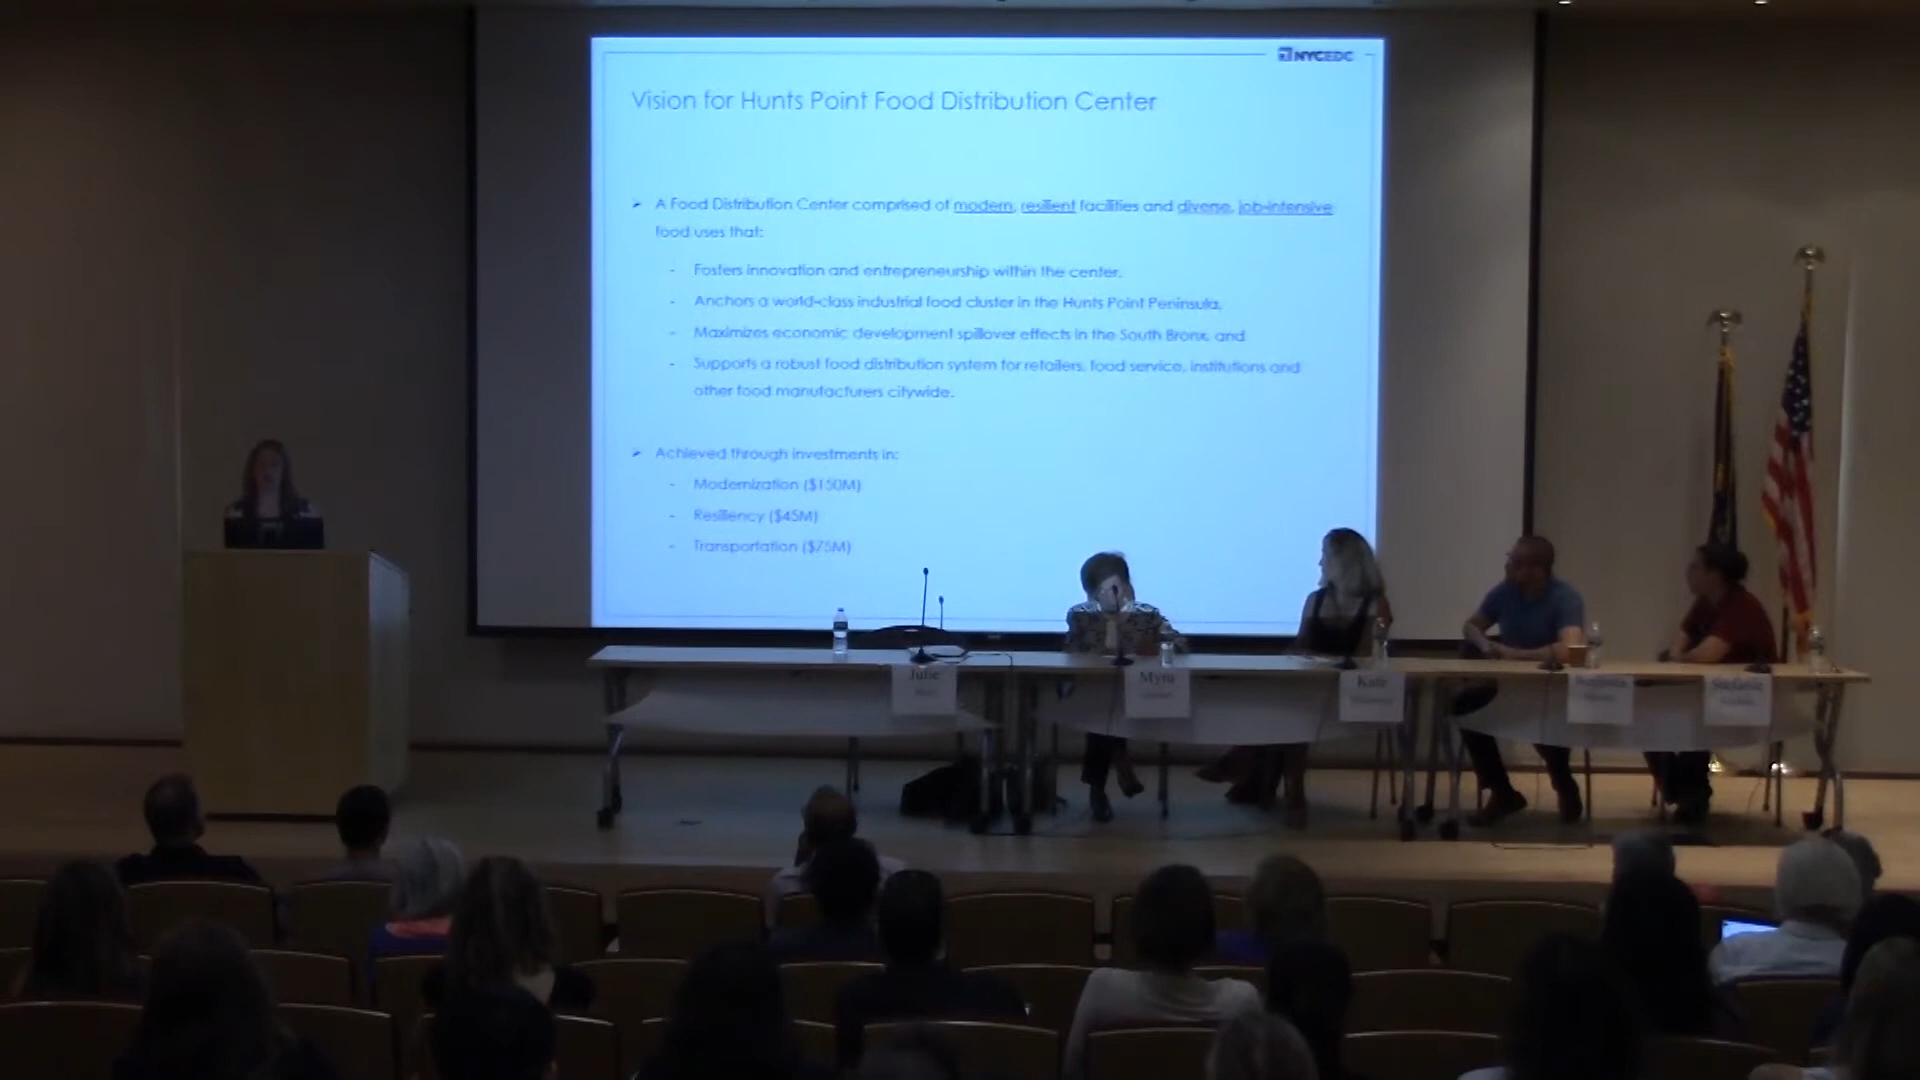 NYCEDC
Vision for Hunts Point Food Distribution Center
➤ A Food Distribution Center comprised of modern, resilient facilities and diverse, job-intensive
food uses that:
- Fosters innovation and entrepreneurship within the center,
- Anchors a world-class industrial food cluster in the Hunts Point Peninsula,
- Maximizes economic development spillover effects in the South Bronx, and
- Supports a robust food distribution system for retailers, food service, institutions and
other food manufacturers citywide.
➤ Achieved through investments in:
- Modernization ($150M)
- Resiliency ($45M)
- Transportation ($75M)
Julie
Myra
Kate
Stefanie